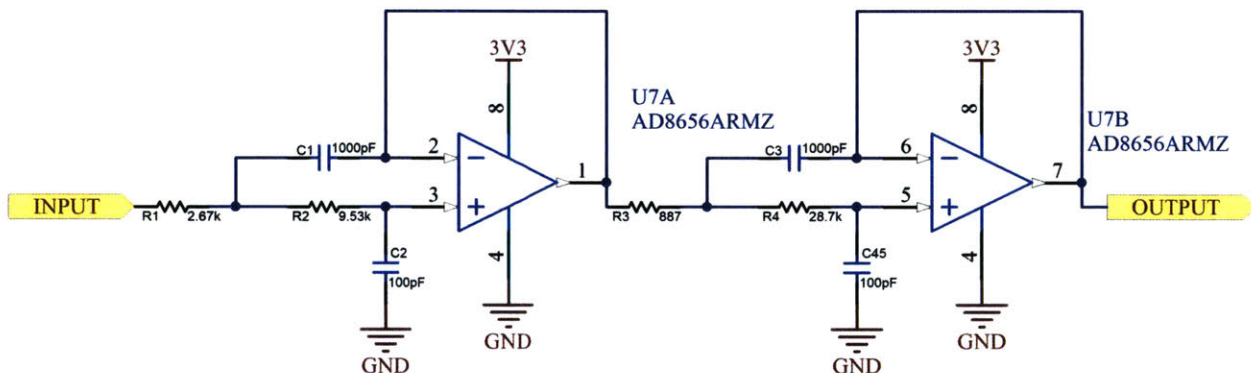 3V3
8
U7A
AD8656ARMZ
C1
1000pF
2
1
3
INPUT
R1
2.67k
R2
9.53k
C2
100pF
4
GND
GND
3V3
8
U7B
AD8656ARMZ
C3
1000pF
6
7
5
R3
887
R4
28.7k
C45
100pF
4
OUTPUT
GND
GND